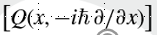 [Q(x, −iħ ∂/∂x)]